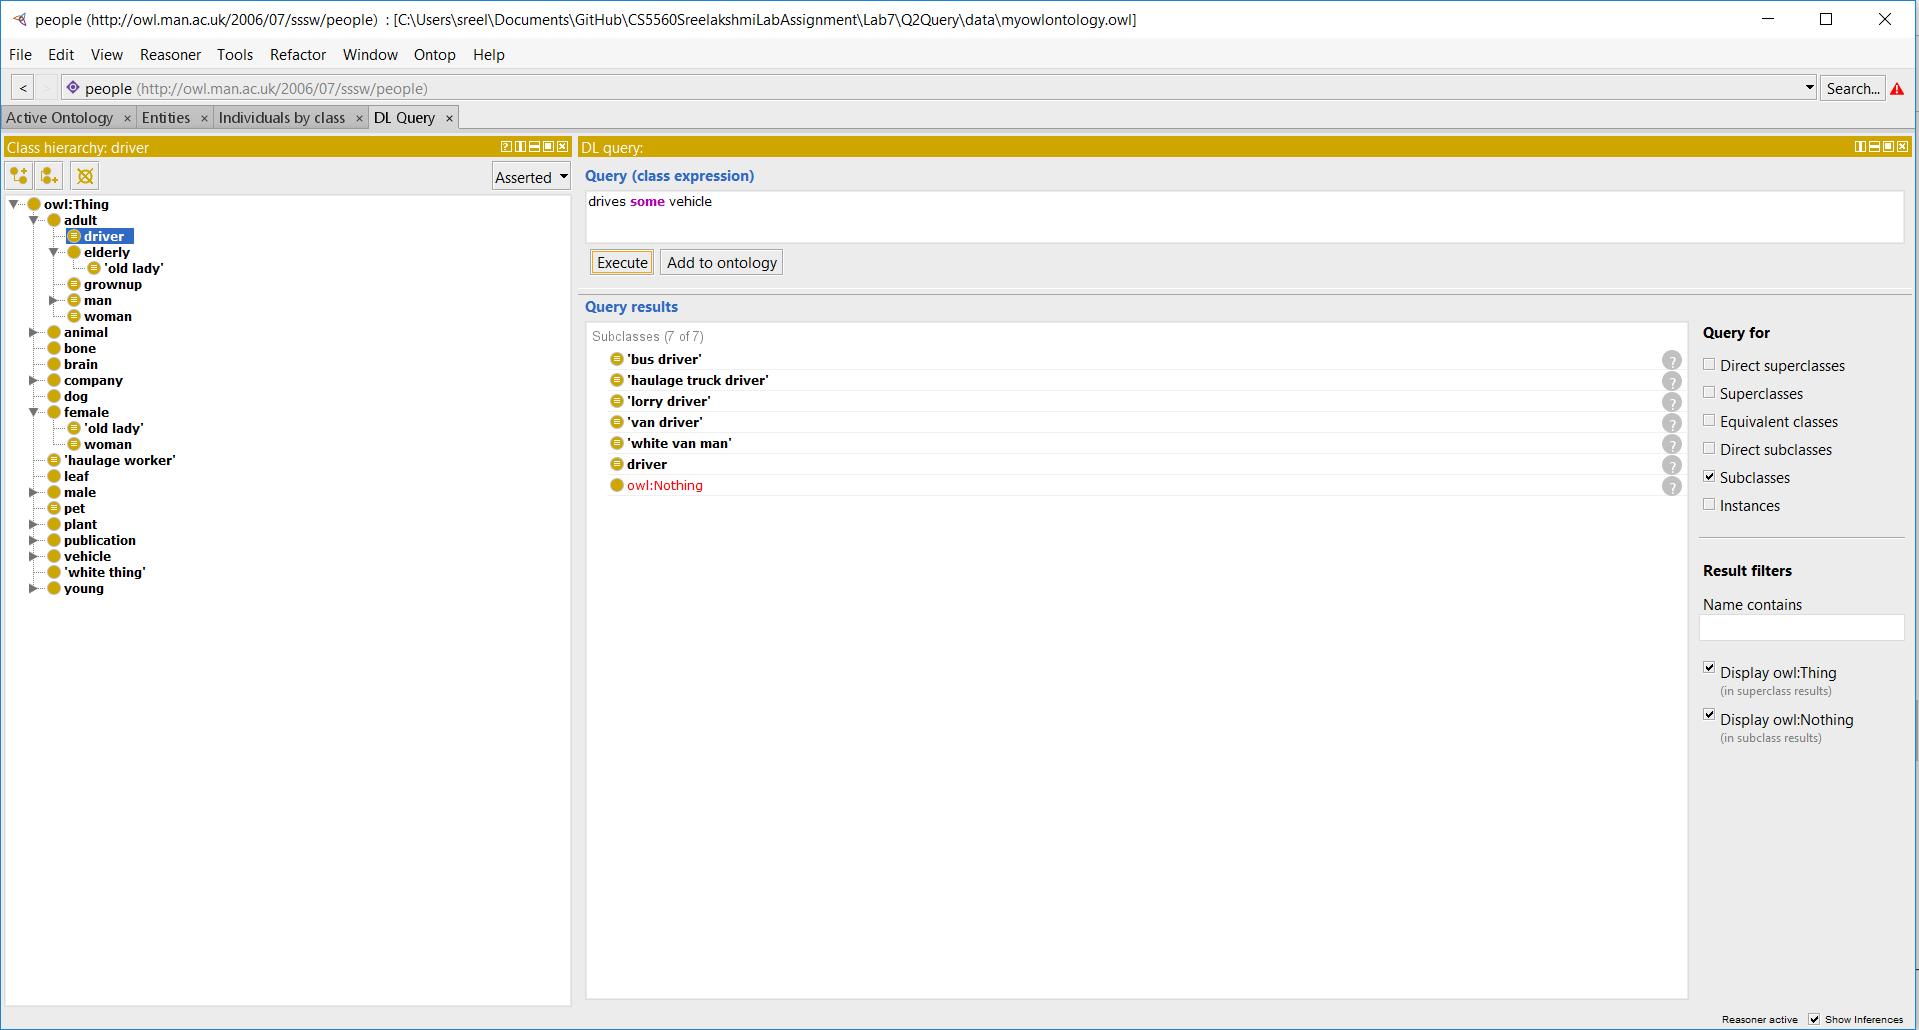 people (http://owl.man.ac.uk/2006/07/sssw/people) : [C:\Users\sreel\Documents\GitHub\CS5560SreelakshmiLabAssignment\Lab7\Q2Query\data\myowlontology.owl]
File Edit View Reasoner Tools Refactor Window Ontop Help
< > people (http://owl.man.ac.uk/2006/07/sssw/people) Search...
Active Ontology × Entities × Individuals by class × DL Query ×
Class hierarchy: driver
Asserted
owl:Thing
adult
driver
elderly
'old lady'
grownup
man
woman
animal
bone
brain
company
dog
female
'old lady'
woman
'haulage worker'
leaf
male
pet
plant
publication
vehicle
'white thing'
young
DL query:
Query (class expression)
drives some vehicle
Execute Add to ontology
Query results
Subclasses (7 of 7)
'bus driver' ?
'haulage truck driver' ?
'lorry driver' ?
'van driver' ?
'white van man' ?
driver ?
owl:Nothing ?
Query for
Direct superclasses
Superclasses
Equivalent classes
Direct subclasses
Subclasses
Instances
Result filters
Name contains
Display owl:Thing
(in superclass results)
Display owl:Nothing
(in subclass results)
Reasoner active Show Inferences